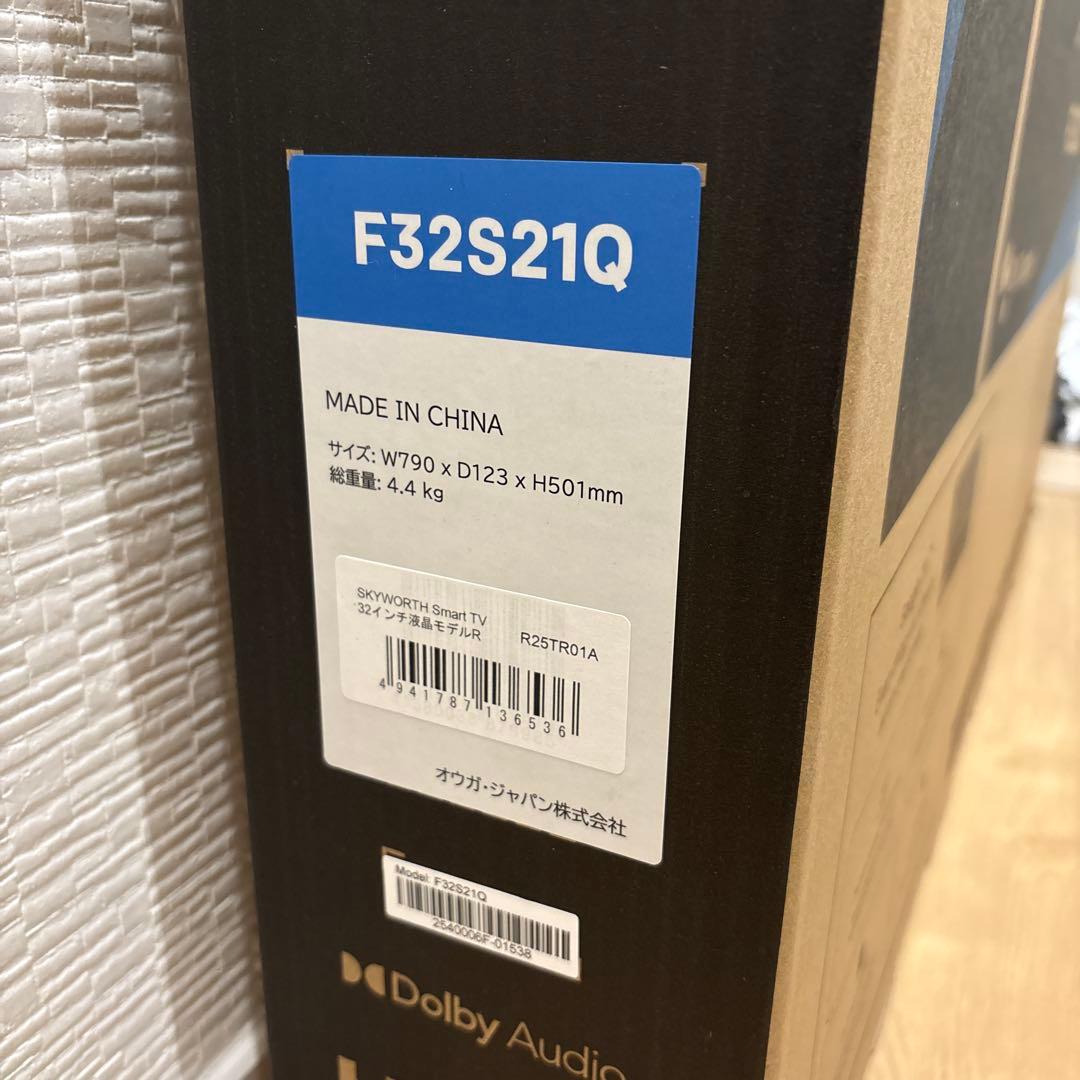 F32S21Q
MADE IN CHINA
サイズ: W790 x D123 x H501mm
総重量: 4.4 kg
SKYWORTH Smart TV
32インチ液晶モデルR
R25TR01A
4941787136536
オウガ・ジャパン株式会社
Model: F32S21Q
2540006F-01538
Dolby Audio